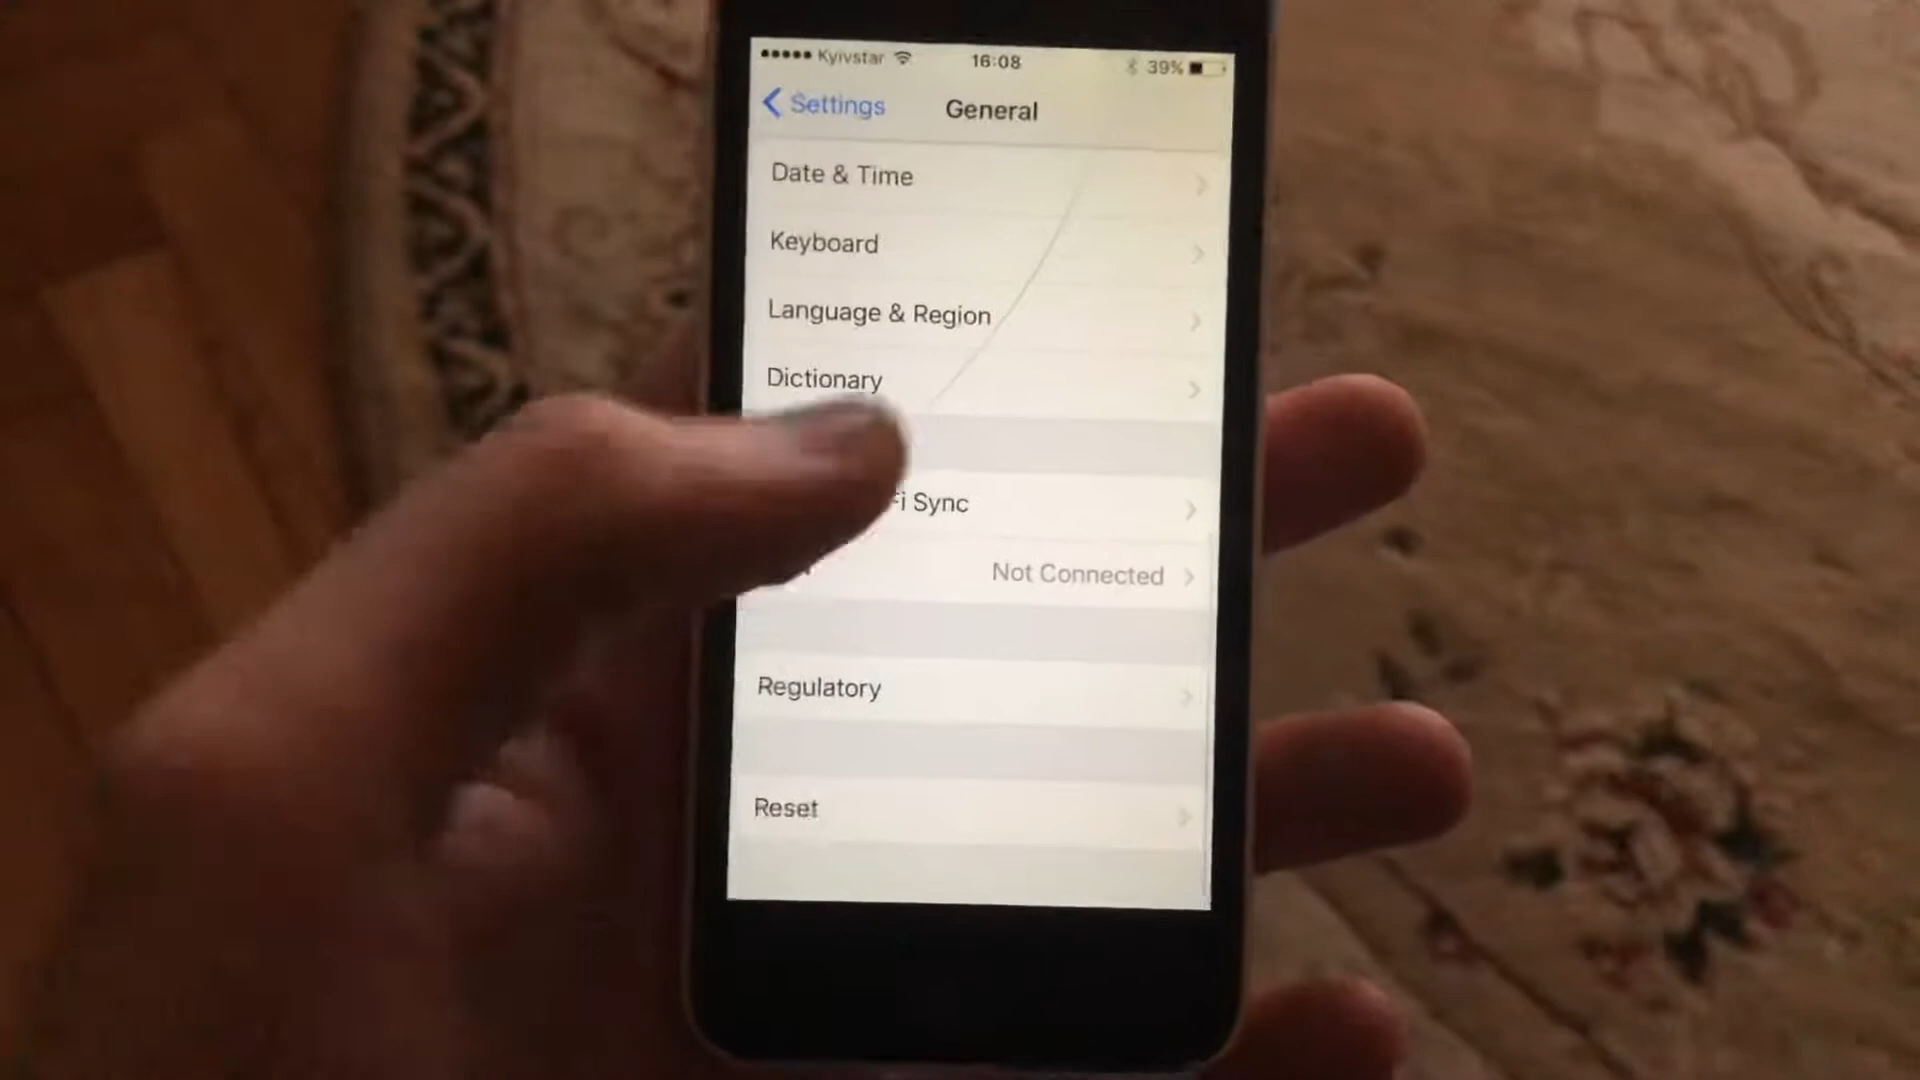 Kyivstar 16:08 39%
Settings General
Date & Time
Keyboard
Language & Region
Dictionary
Fi Sync
Not Connected
Regulatory
Reset